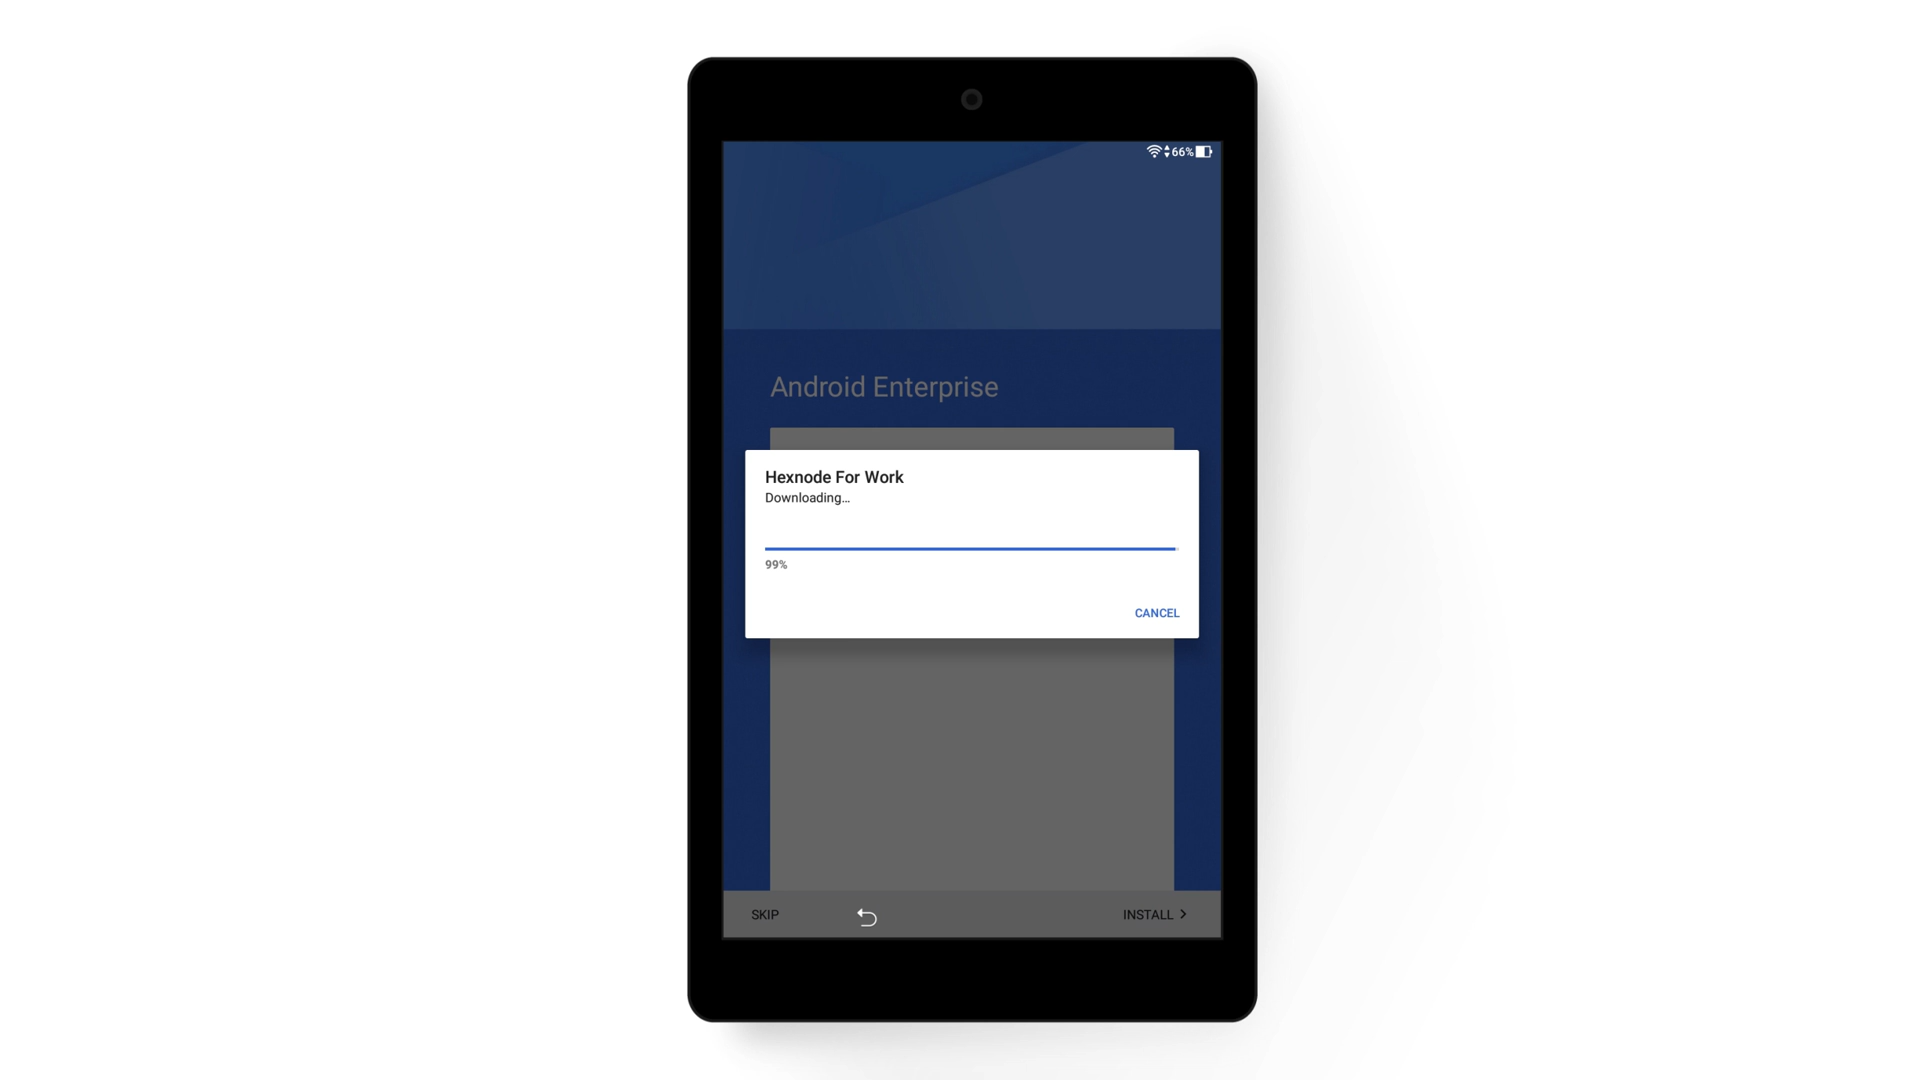 66%
Android Enterprise
Hexnode For Work
Downloading...
99%
CANCEL
SKIP
INSTALL